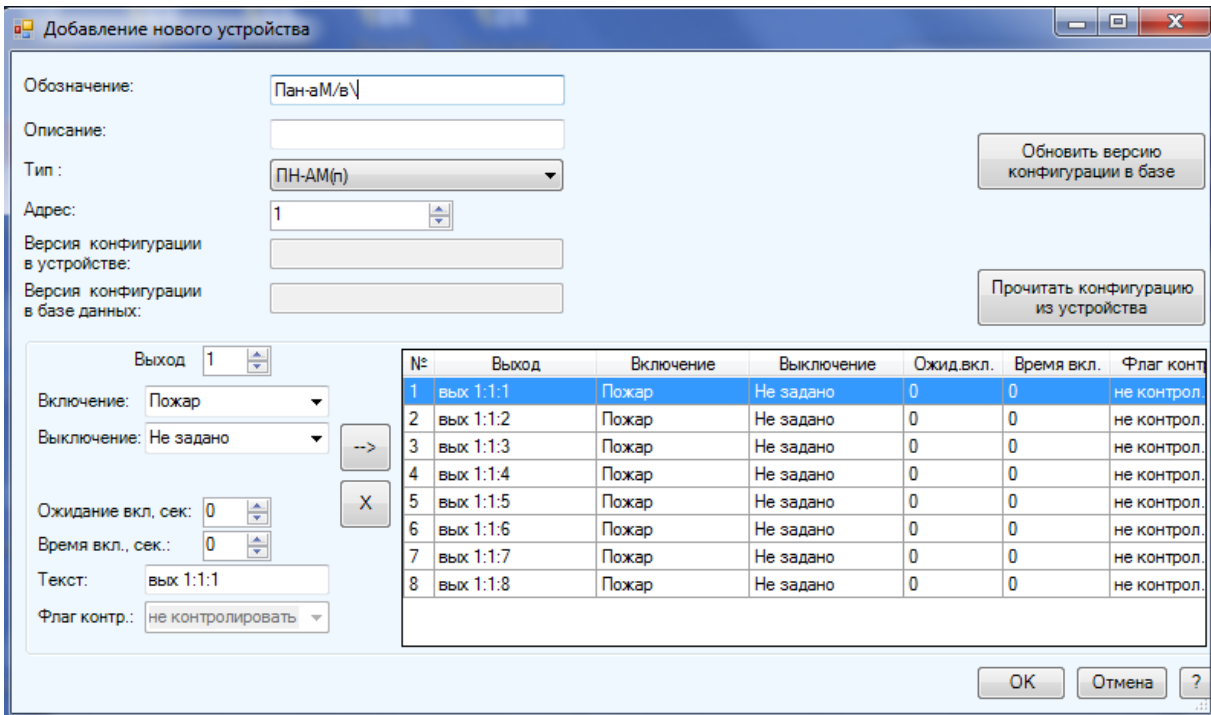 Добавление нового устройства
Обозначение: Пан-аМ/в\
Описание:
Тип : ПН-АМ(п)
Адрес: 1
Версия конфигурации
в устройстве:
Версия конфигурации
в базе данных:
Обновить версию
конфигурации в базе
Прочитать конфигурацию
из устройства
Выход 1
Включение: Пожар
Выключение: Не задано
-->
X
Ожидание вкл, сек: 0
Время вкл., сек.: 0
Текст: вых 1:1:1
Флаг контр.: не контролировать
№ Выход Включение Выключение Ожид.вкл. Время вкл. Флаг конт
1 вых 1:1:1 Пожар Не задано 0 0 не контрол.
2 вых 1:1:2 Пожар Не задано 0 0 не контрол.
3 вых 1:1:3 Пожар Не задано 0 0 не контрол.
4 вых 1:1:4 Пожар Не задано 0 0 не контрол.
5 вых 1:1:5 Пожар Не задано 0 0 не контрол.
6 вых 1:1:6 Пожар Не задано 0 0 не контрол.
7 вых 1:1:7 Пожар Не задано 0 0 не контрол.
8 вых 1:1:8 Пожар Не задано 0 0 не контрол.
OK Отмена ?